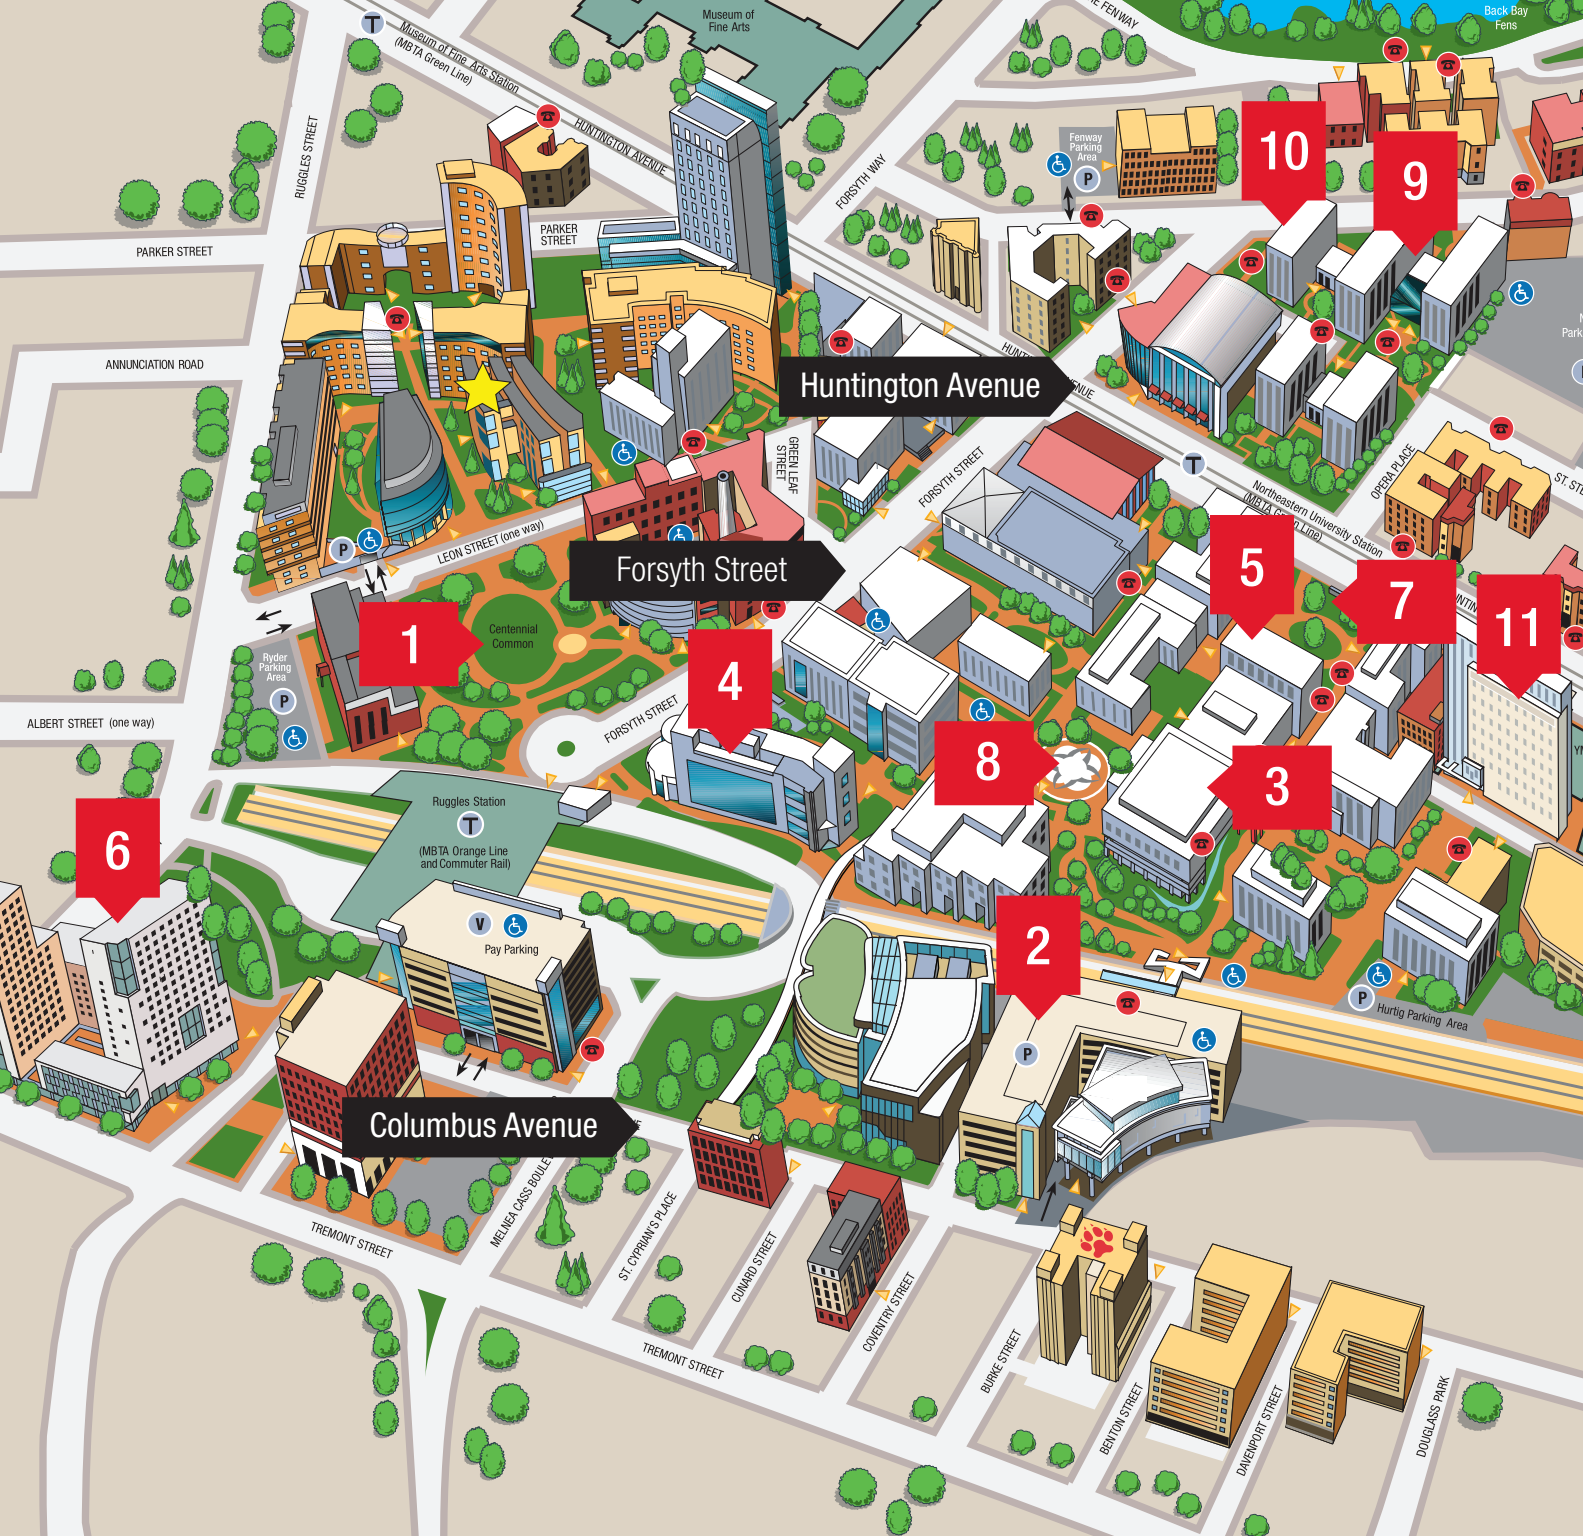 Back Bay
Fens
THE FENWAY
Museum of
Fine Arts
T
Museum of Fine Arts Station
(MBTA Green Line)
HUNTINGTON AVENUE
RUGGLES STREET
FORSYTH WAY
Fenway
Parking
Area
P
10
9
PARKER STREET
PARKER
STREET
ANNUNCIATION ROAD
Huntington Avenue
GREEN LEAF
STREET
FORSYTH STREET
T
OPERA PLACE
Northeastern University Station
(MBTA Green Line)
P
LEON STREET (one way)
Forsyth Street
5
7
11
1
Centennial
Common
4
Ryder
Parking
Area
P
ALBERT STREET (one way)
FORSYTH STREET
8
3
Ruggles Station
T
(MBTA Orange Line
and Commuter Rail)
6
V
Pay Parking
2
P
P
Hurtig Parking Area
Columbus Avenue
TREMONT STREET
ST. CYPRIAN'S PLACE
CUNARD STREET
COVENTRY STREET
TREMONT STREET
BURKE STREET
BENTON STREET
DAVENPORT STREET
DOUGLASS PARK